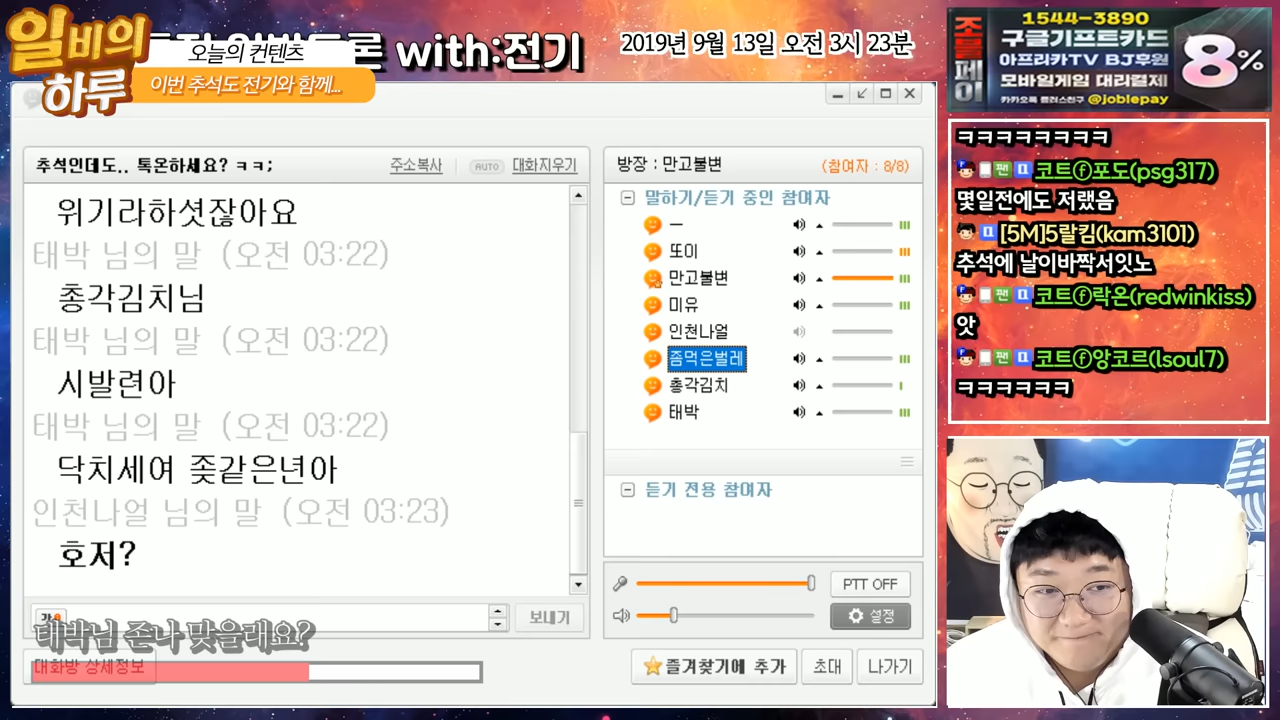 일비의
하루
오늘의 컨텐츠
이번 추석도 전기와 함께...
with:전기
2019년 9월 13일 오전 3시 23분
조블페이
1544-3890
구글기프트카드
아프리카TV BJ후원
모바일게임 대리결제
카카오톡 플러스친구 @joblepay
8%
추석인데도.. 톡온하세요? ㅋㅋ;
주소복사
AUTO
대화지우기
위기라하셧잖아요
태박 님의 말 (오전 03:22)
총각김치님
태박 님의 말 (오전 03:22)
시발련아
태박 님의 말 (오전 03:22)
닥치세여 좆같은년아
인천나얼 님의 말 (오전 03:23)
호저?
보내기
태박님 존나 맞을래요?
대화방 상세정보
방장 : 만고불변
(참여자 : 8/8)
말하기/듣기 중인 참여자
ㅡ
또이
만고불변
미유
인천나얼
좀먹은벌레
총각김치
태박
듣기 전용 참여자
PTT OFF
설정
즐겨찾기에 추가
초대
나가기
ㅋㅋㅋㅋㅋㅋㅋㅋ
팬 코트ⓕ포도(psg317)
몇일전에도 저랬음
[5M]5랄킴(kam3101)
추석에 날이바짝서잇노
팬 코트ⓕ락온(redwinkiss)
앗
팬 코트ⓕ앙코르(lsoul7)
ㅋㅋㅋㅋㅋㅋ